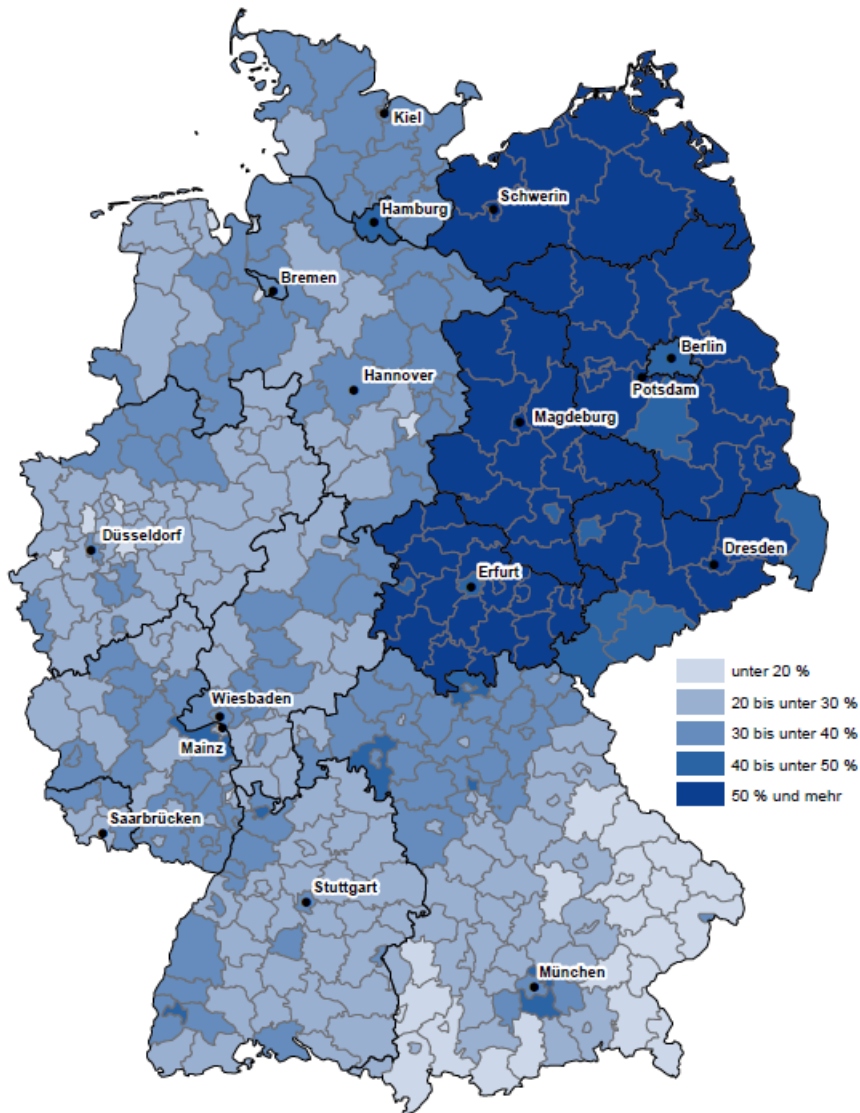 Kiel
Schwerin
Hamburg
Bremen
Berlin
Hannover
Potsdam
Magdeburg
Düsseldorf
Dresden
Erfurt
unter 20 %
20 bis unter 30 %
Wiesbaden
30 bis unter 40 %
Mainz
40 bis unter 50 %
50 % und mehr
Saarbrücken
Stuttgart
München